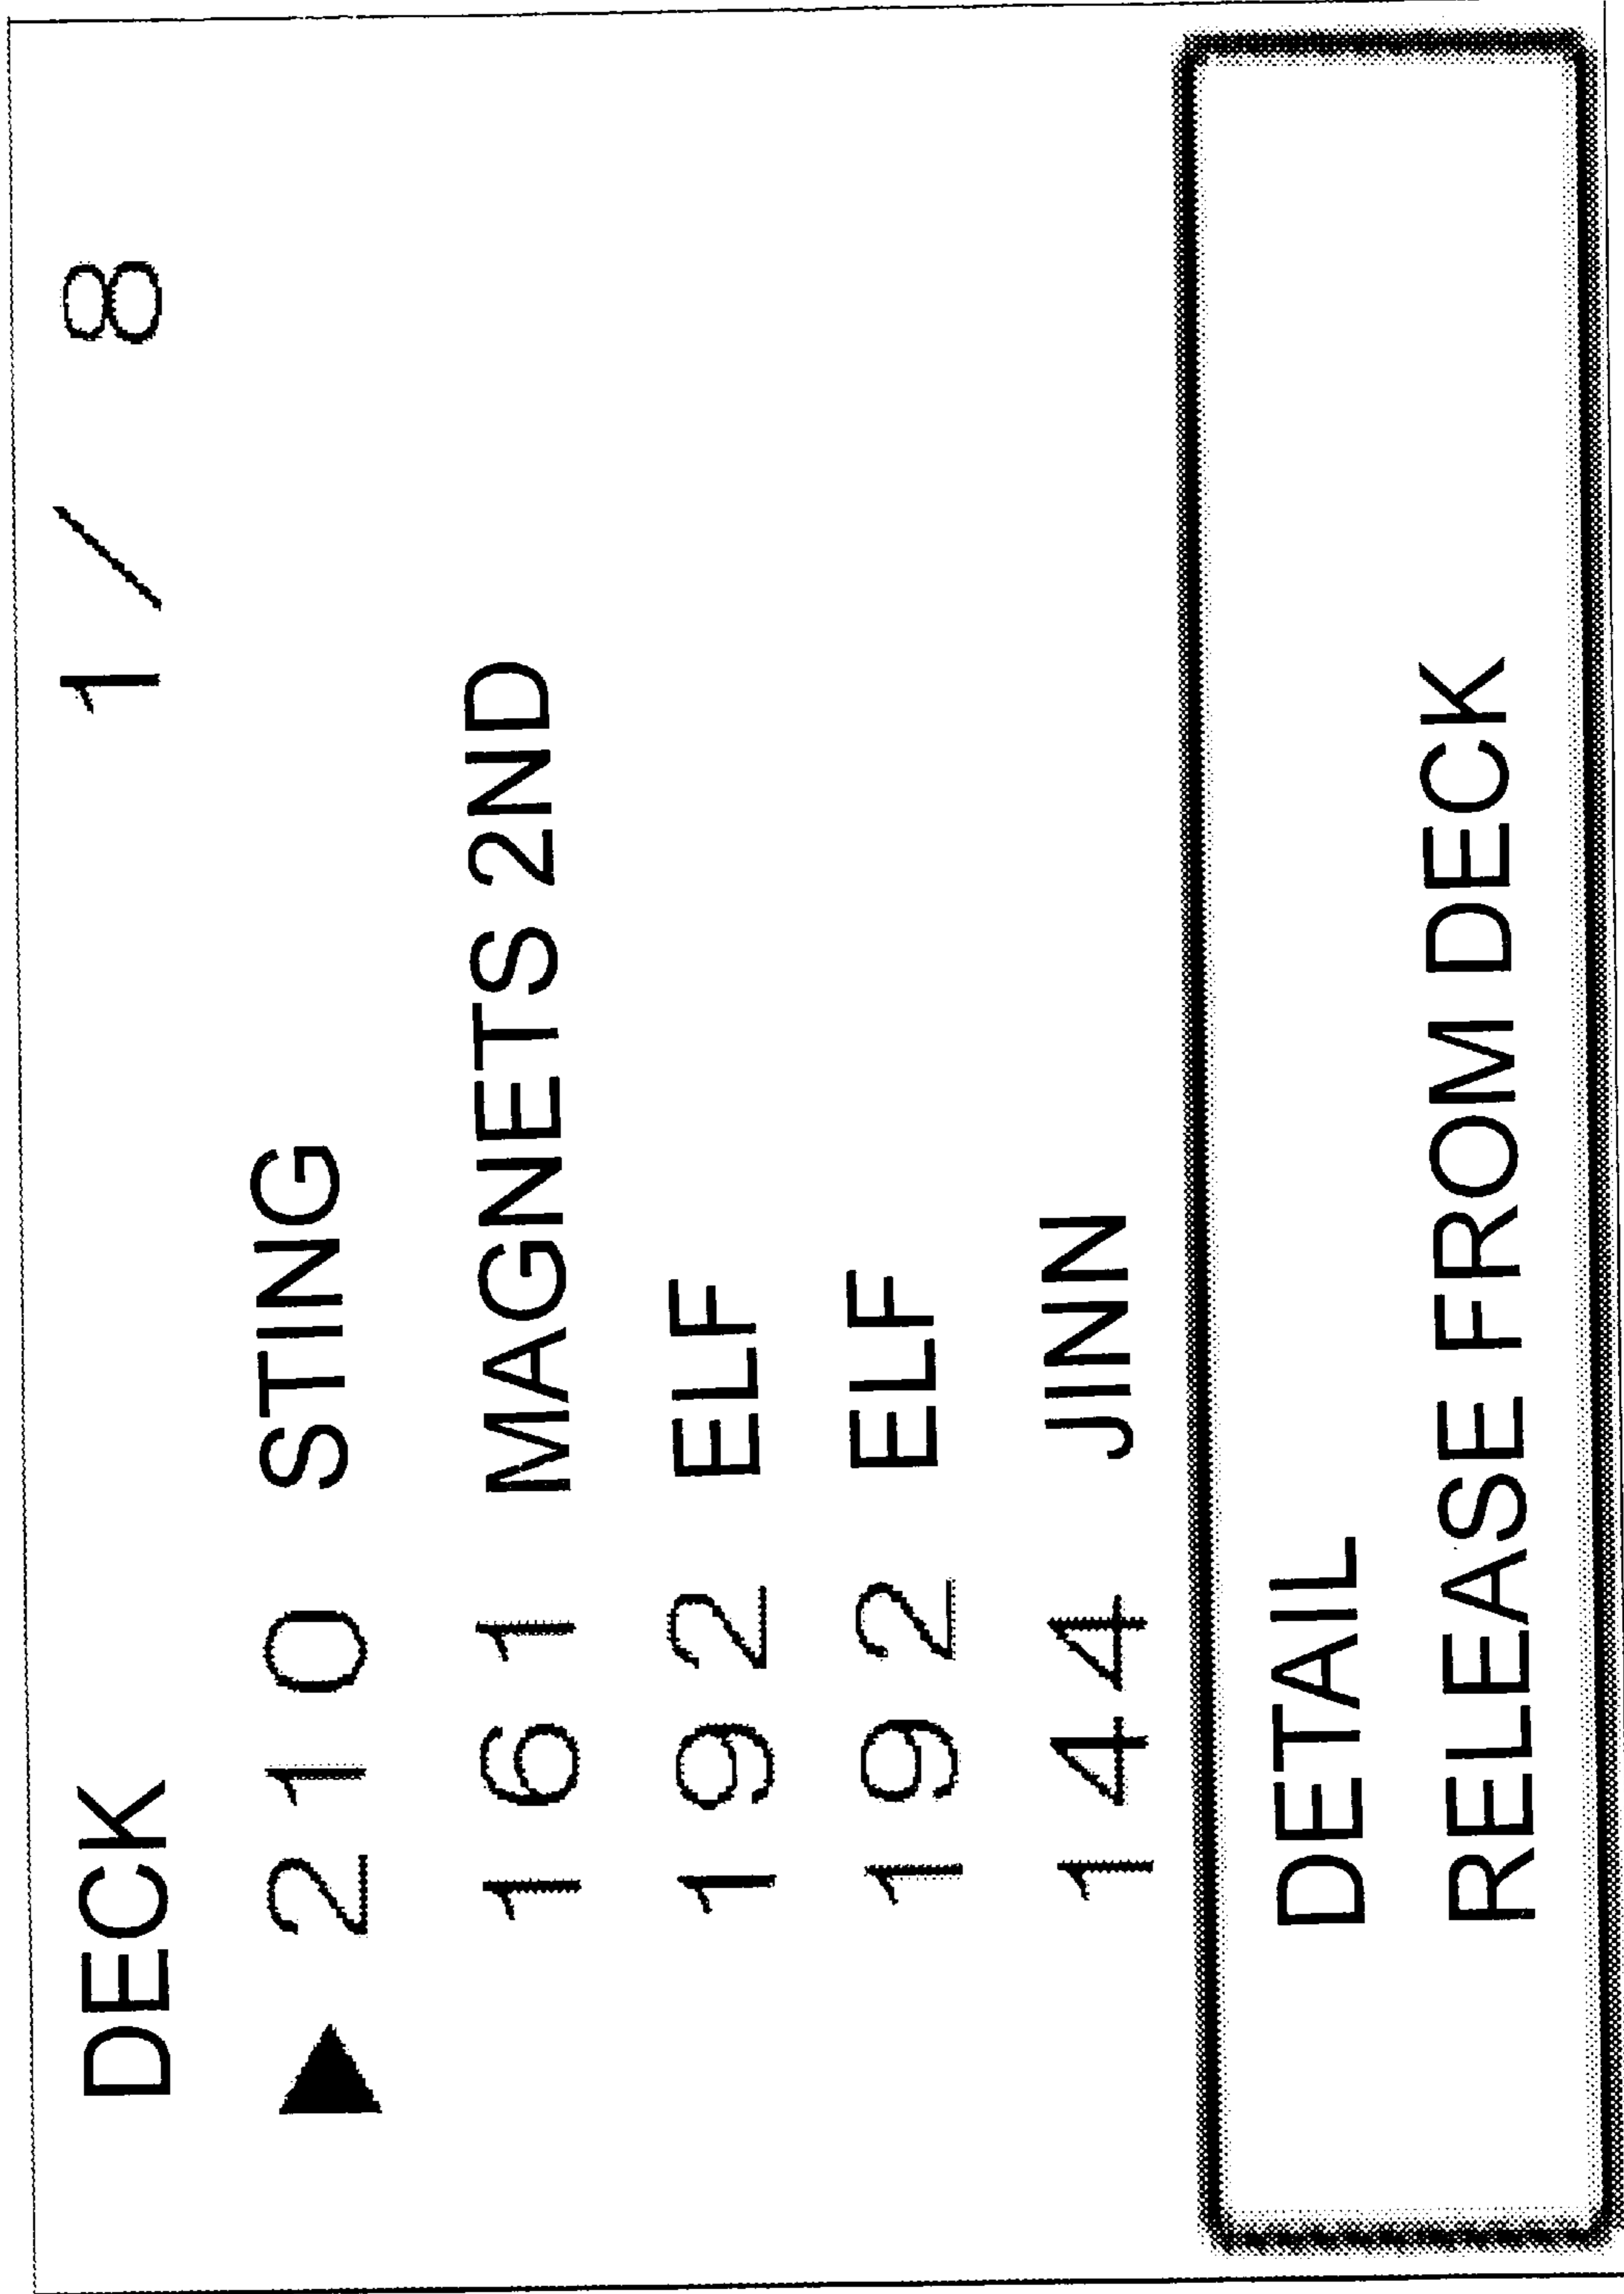 DECK 1 / 8
▶ 210 STING
161 MAGNETS 2ND
192 ELF
192 ELF
144 JINN
DETAIL
RELEASE FROM DECK